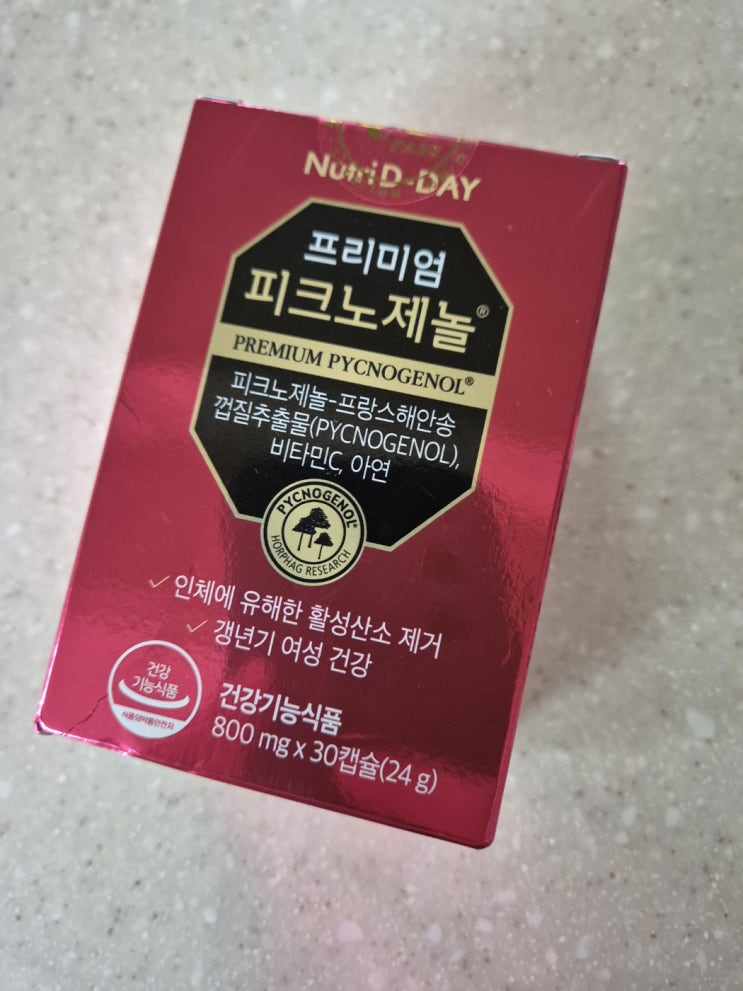 Nutri D-DAY
프리미엄
피크노제놀®
PREMIUM PYCNOGENOL®
피크노제놀-프랑스해안송
껍질추출물(PYCNOGENOL),
비타민C, 아연
PYCNOGENOL®
HORPHAG RESEARCH
✓ 인체에 유해한 활성산소 제거
✓ 갱년기 여성 건강
건강
기능식품
식품의약품안전처
건강기능식품
800 mg x 30캡슐(24 g)